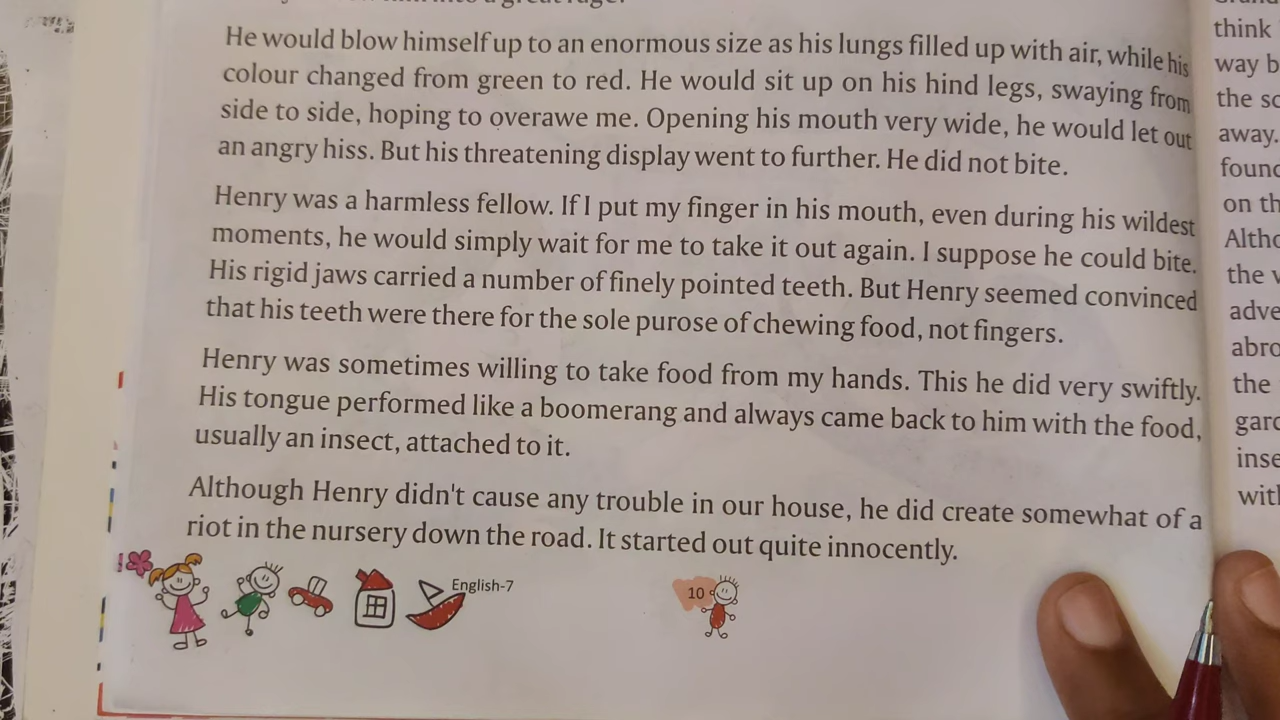 He would blow himself up to an enormous size as his lungs filled up with air, while his
colour changed from green to red. He would sit up on his hind legs, swaying from
side to side, hoping to overawe me. Opening his mouth very wide, he would let out
an angry hiss. But his threatening display went to further. He did not bite.
Henry was a harmless fellow. If I put my finger in his mouth, even during his wildest
moments, he would simply wait for me to take it out again. I suppose he could bite.
His rigid jaws carried a number of finely pointed teeth. But Henry seemed convinced
that his teeth were there for the sole purose of chewing food, not fingers.
Henry was sometimes willing to take food from my hands. This he did very swiftly.
His tongue performed like a boomerang and always came back to him with the food,
usually an insect, attached to it.
Although Henry didn't cause any trouble in our house, he did create somewhat of a
riot in the nursery down the road. It started out quite innocently.
English-7
10
think
way b
the sc
away.
found
on th
Altho
the v
adve
abro
the
gard
inse
with